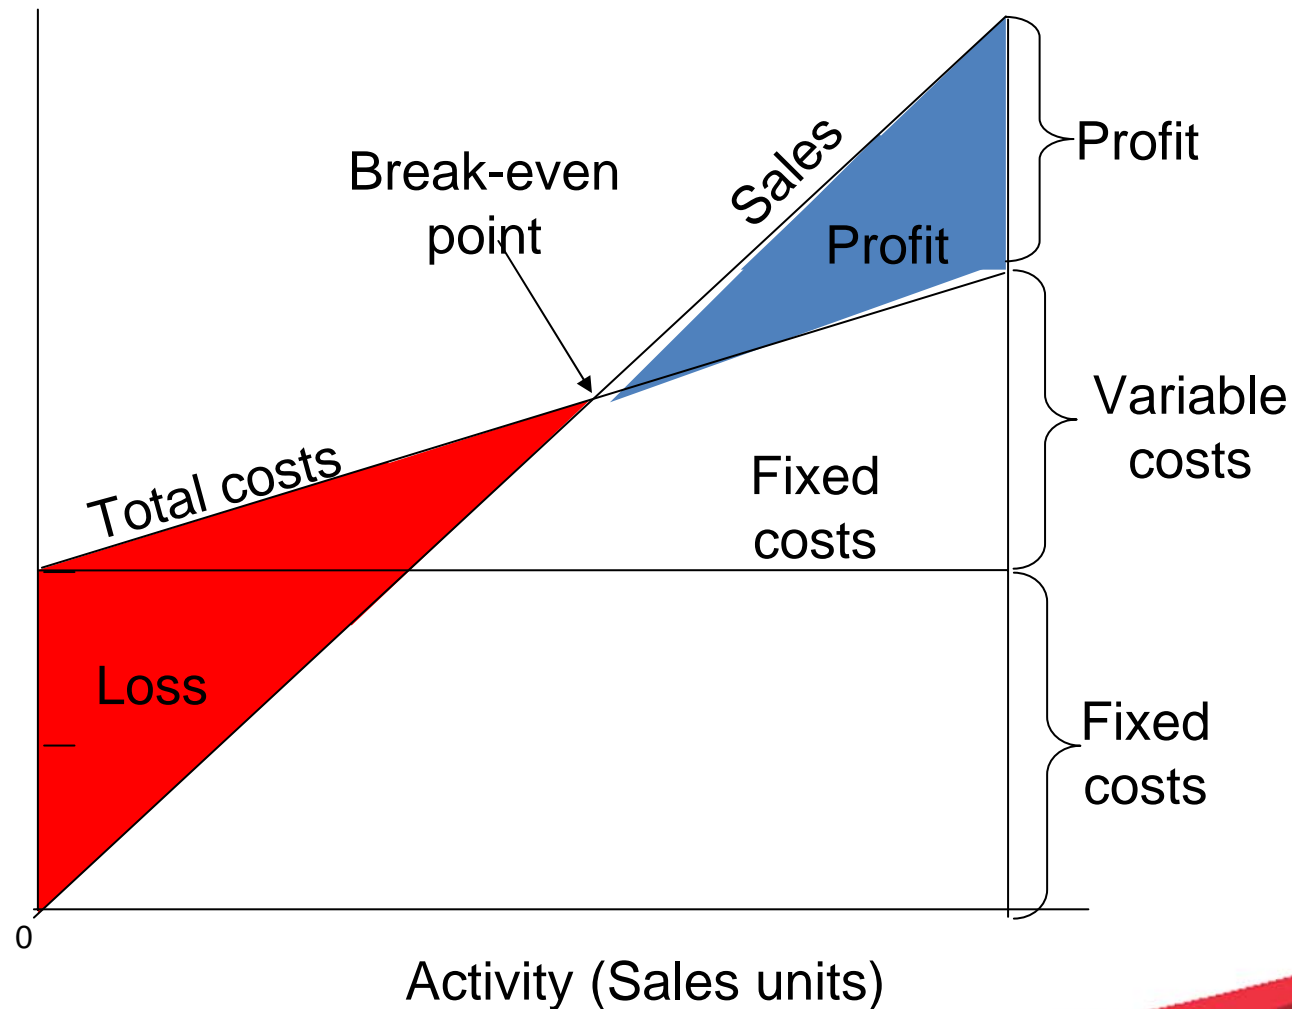 Profit
Break-even
point
Sales
Profit
Variable
costs
Total costs
Fixed
costs
Loss
Fixed
costs
0
Activity (Sales units)